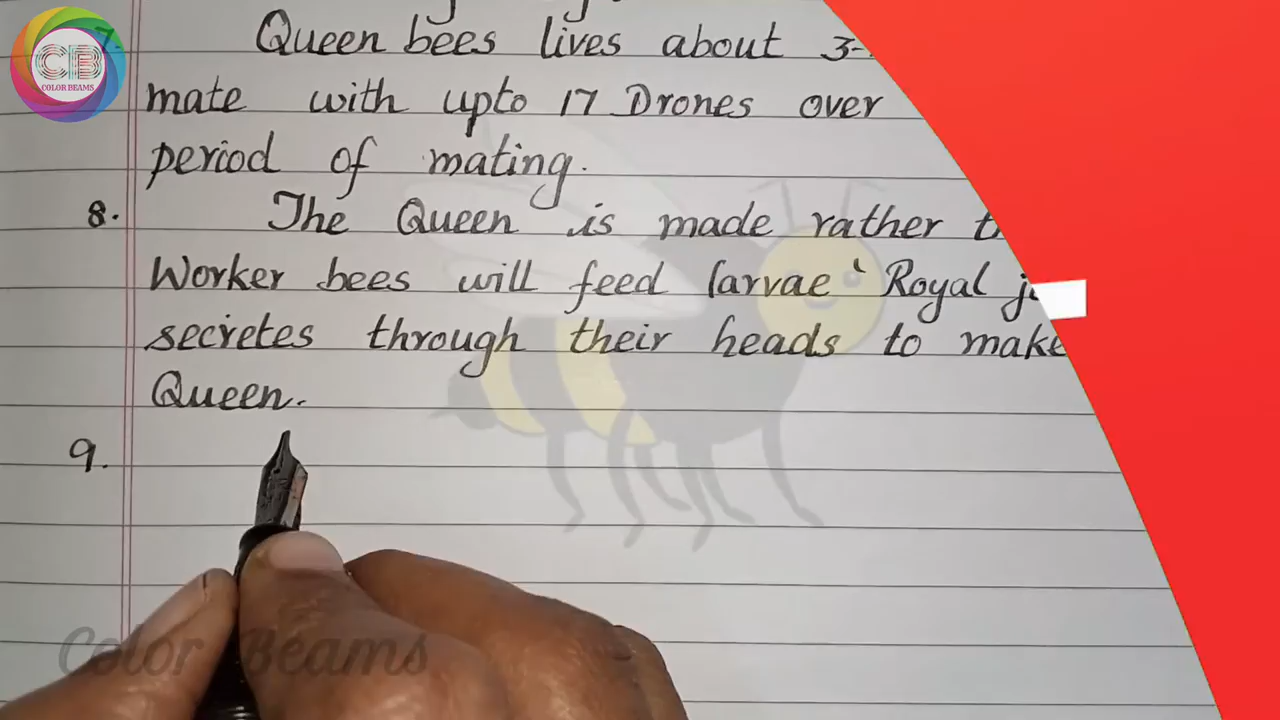 CB
COLOR BEAMS
7. Queen bees lives about 3-
mate with upto 17 Drones over
period of mating.
8. The Queen is made rather
Worker bees will feed larvae ‘Royal
secretes through their heads to make
Queen.
9.
Color Beams